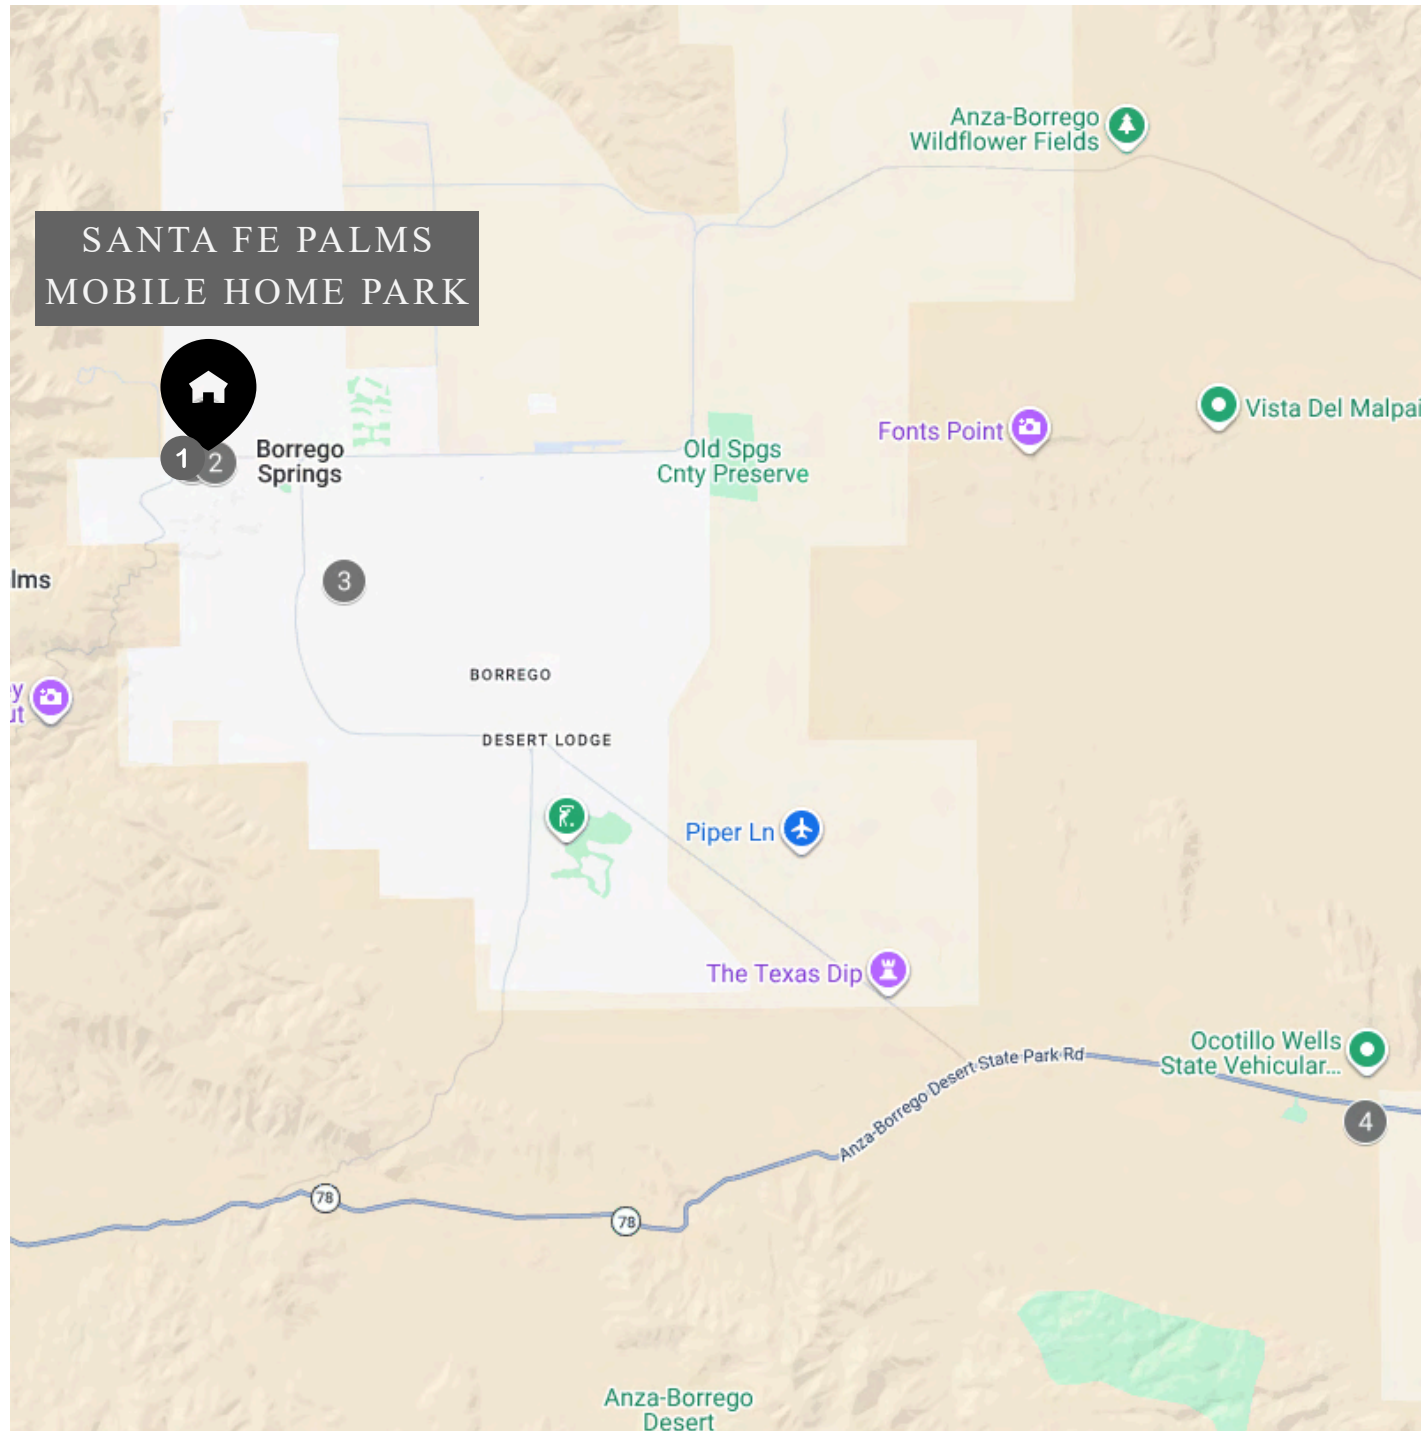 Anza-Borrego
Wildflower Fields
SANTA FE PALMS
MOBILE HOME PARK
Vista Del Malpai
Fonts Point
Borrego
Springs
Old Spgs
Cnty Preserve
1
2
3
lms
BORROGO
DESERT LODGE
y
ut
Piper Ln
The Texas Dip
Ocotillo Wells
State Vehicular...
Anza-Borrego Desert State Park Rd
4
78
78
Anza-Borrego
Desert